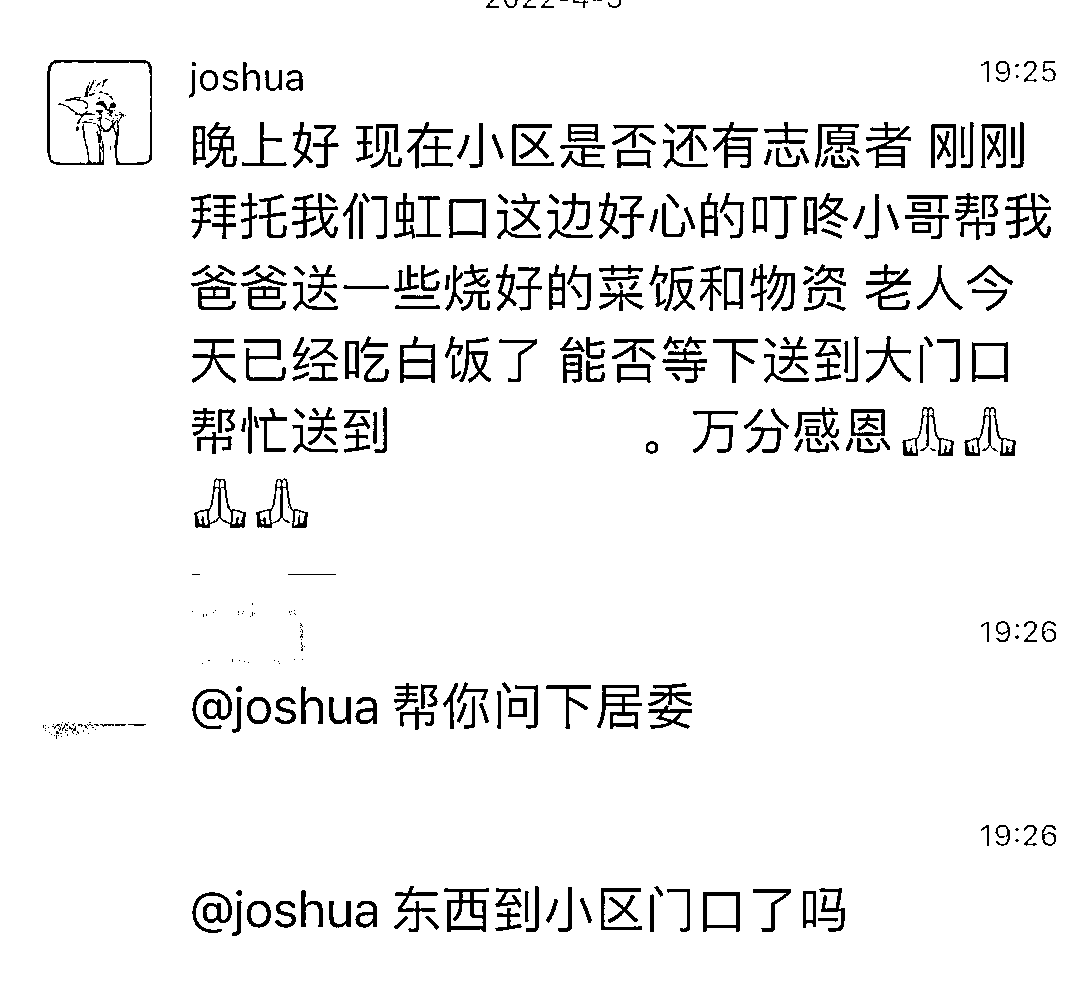 joshua
19:25
晚上好 现在小区是否还有志愿者 刚刚
拜托我们虹口这边好心的叮咚小哥帮我
爸爸送一些烧好的菜饭和物资 老人今
天已经吃白饭了 能否等下送到大门口
帮忙送到 。万分感恩🙏🙏
🙏🙏
19:26
@joshua 帮你问下居委
19:26
@joshua 东西到小区门口了吗